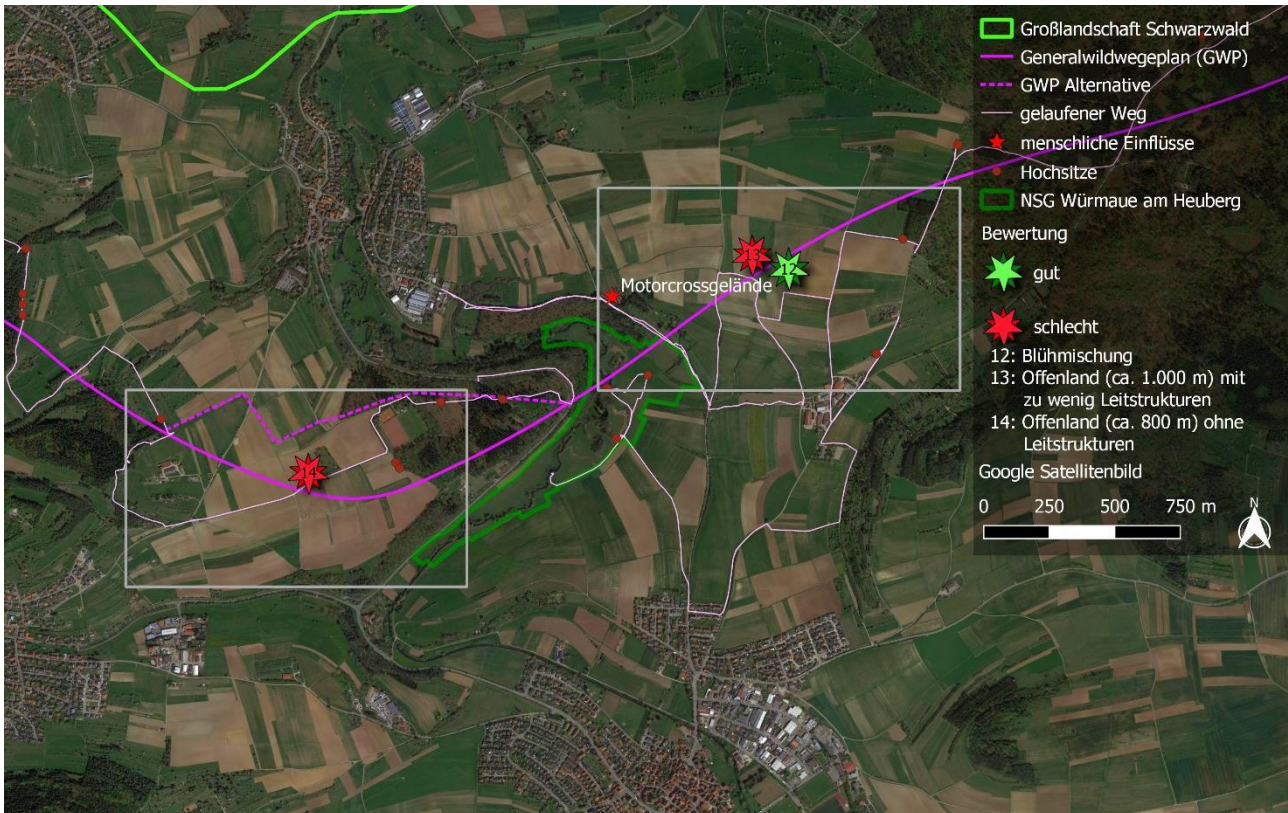 Großlandschaft Schwarzwald
Generalwildwegeplan (GWP)
GWP Alternative
gelaufener Weg
menschliche Einflüsse
Hochsitze
NSG Würmaue am Heuberg
Bewertung
gut
schlecht
12: Blühmischung
13: Offenland (ca. 1.000 m) mit
zu wenig Leitstrukturen
14: Offenland (ca. 800 m) ohne
Leitstrukturen
Google Satellitenbild
0 250 500 750 m
N
13
12
Motorcrossgelände
14